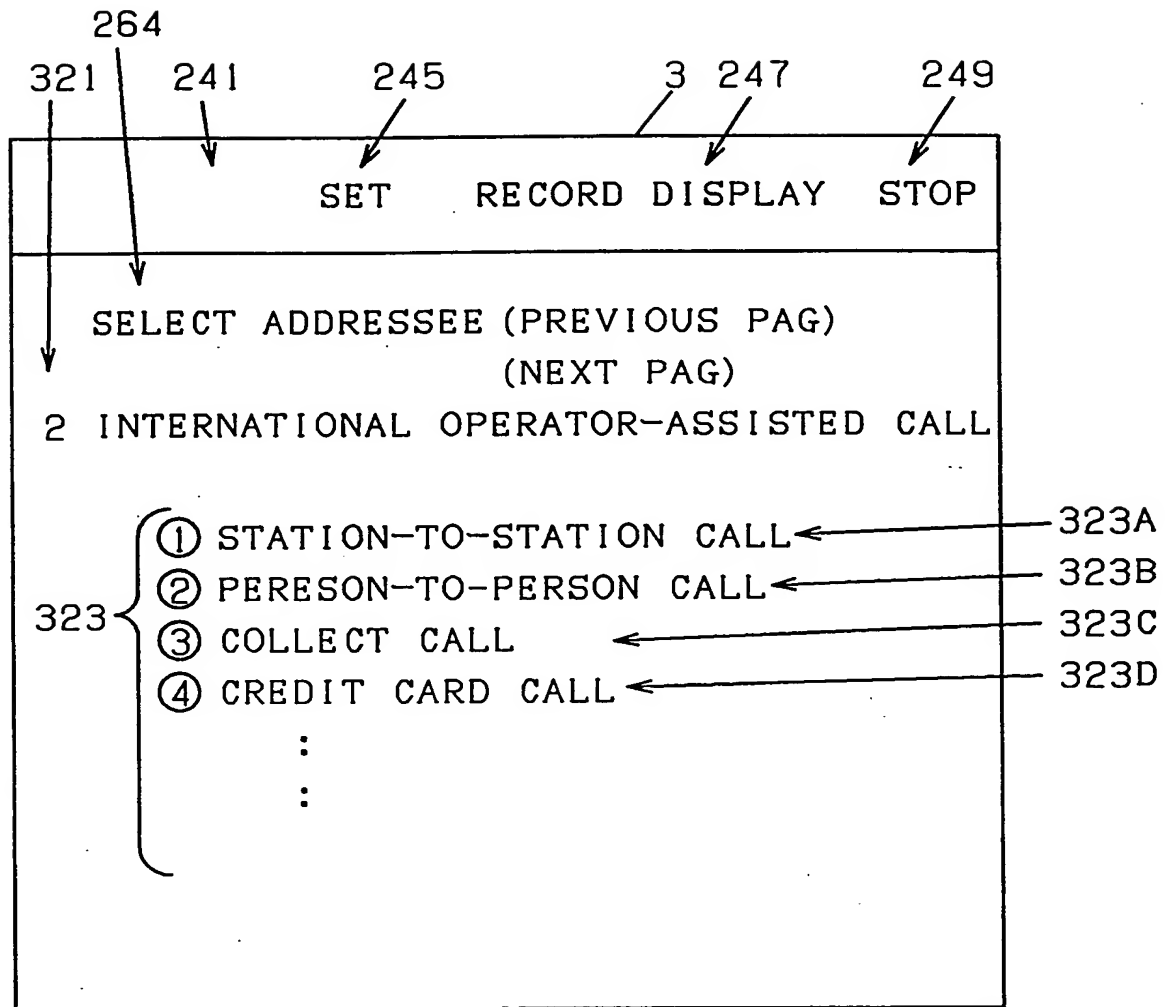 264
321 241 245 3 247 249
SET RECORD DISPLAY STOP
SELECT ADDRESSEE (PREVIOUS PAG)
(NEXT PAG)
2 INTERNATIONAL OPERATOR-ASSISTED CALL
① STATION-TO-STATION CALL 323A
② PERESON-TO-PERSON CALL 323B
323 ③ COLLECT CALL 323C
④ CREDIT CARD CALL 323D
:
: